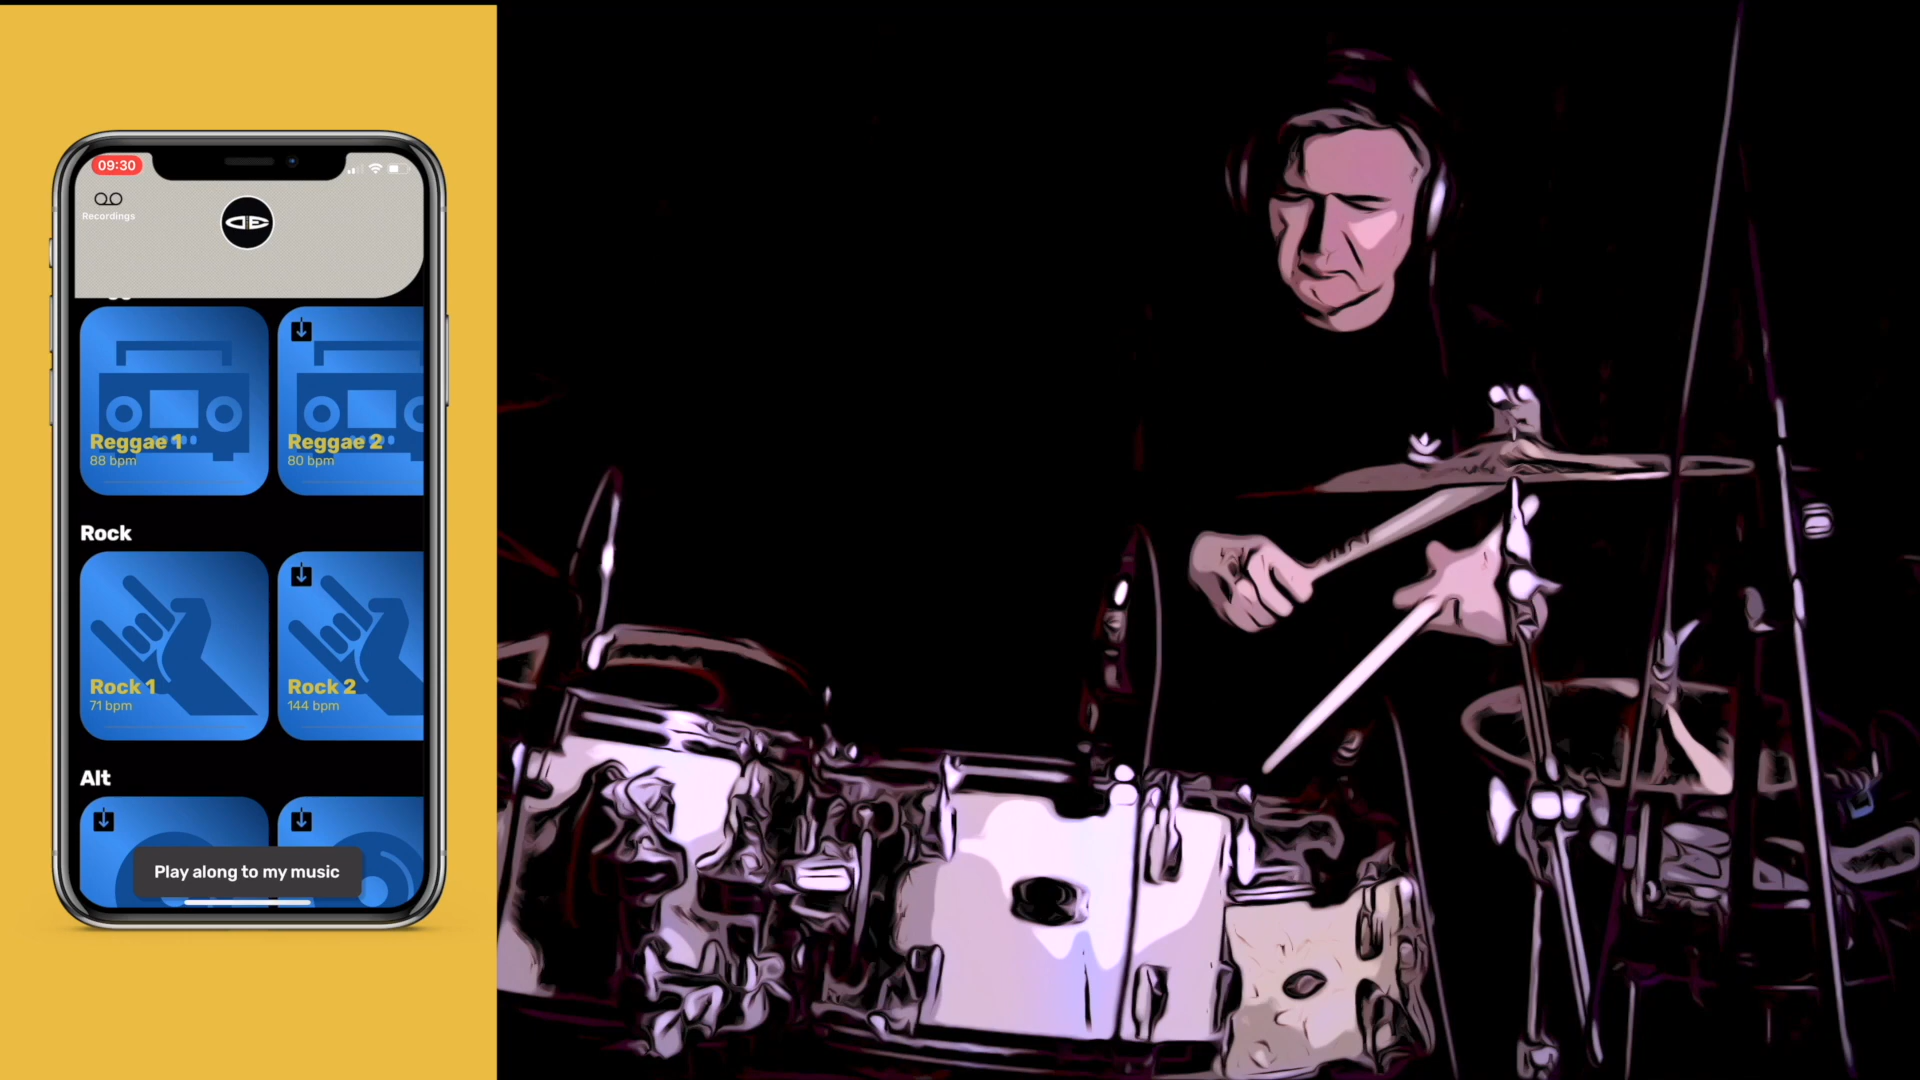 09:30
Recordings
Reggae 1
88 bpm
Reggae 2
80 bpm
Rock
Rock 1
71 bpm
Rock 2
144 bpm
Alt
Play along to my music